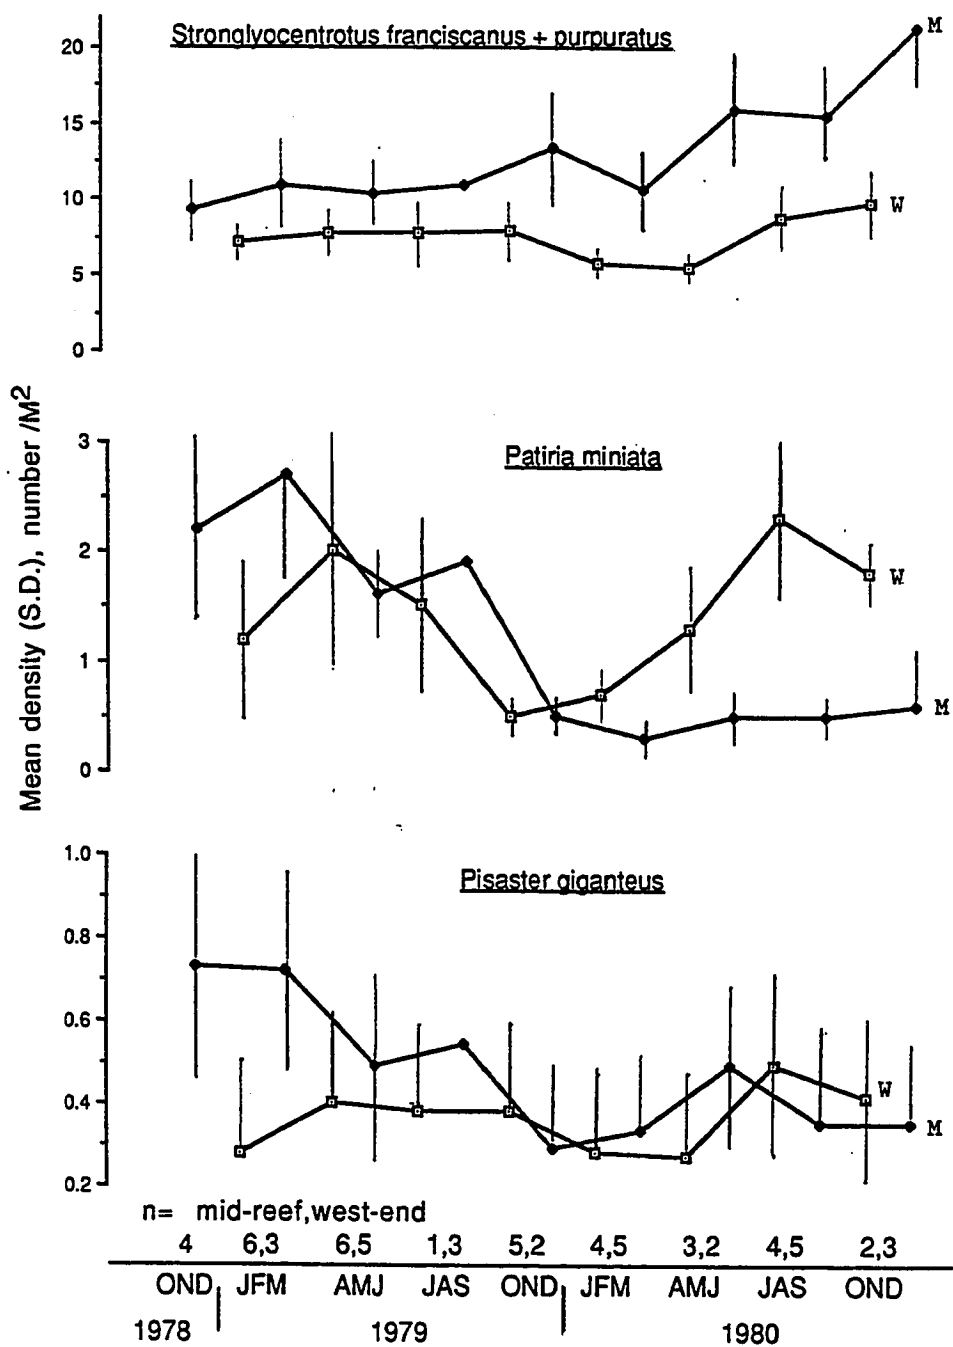 Stronglyocentrotus franciscanus + purpuratus
20
15
10
5
0
M
W
Mean density (S.D.), number /M²
Patiria miniata
3
2
1
0
W
M
Pisaster giganteus
1.0
0.8
0.6
0.4
0.2
W
M
n= mid-reef,west-end
4 6,3 6,5 1,3 5,2 4,5 3,2 4,5 2,3
OND JFM AMJ JAS OND JFM AMJ JAS OND
1978 1979 1980